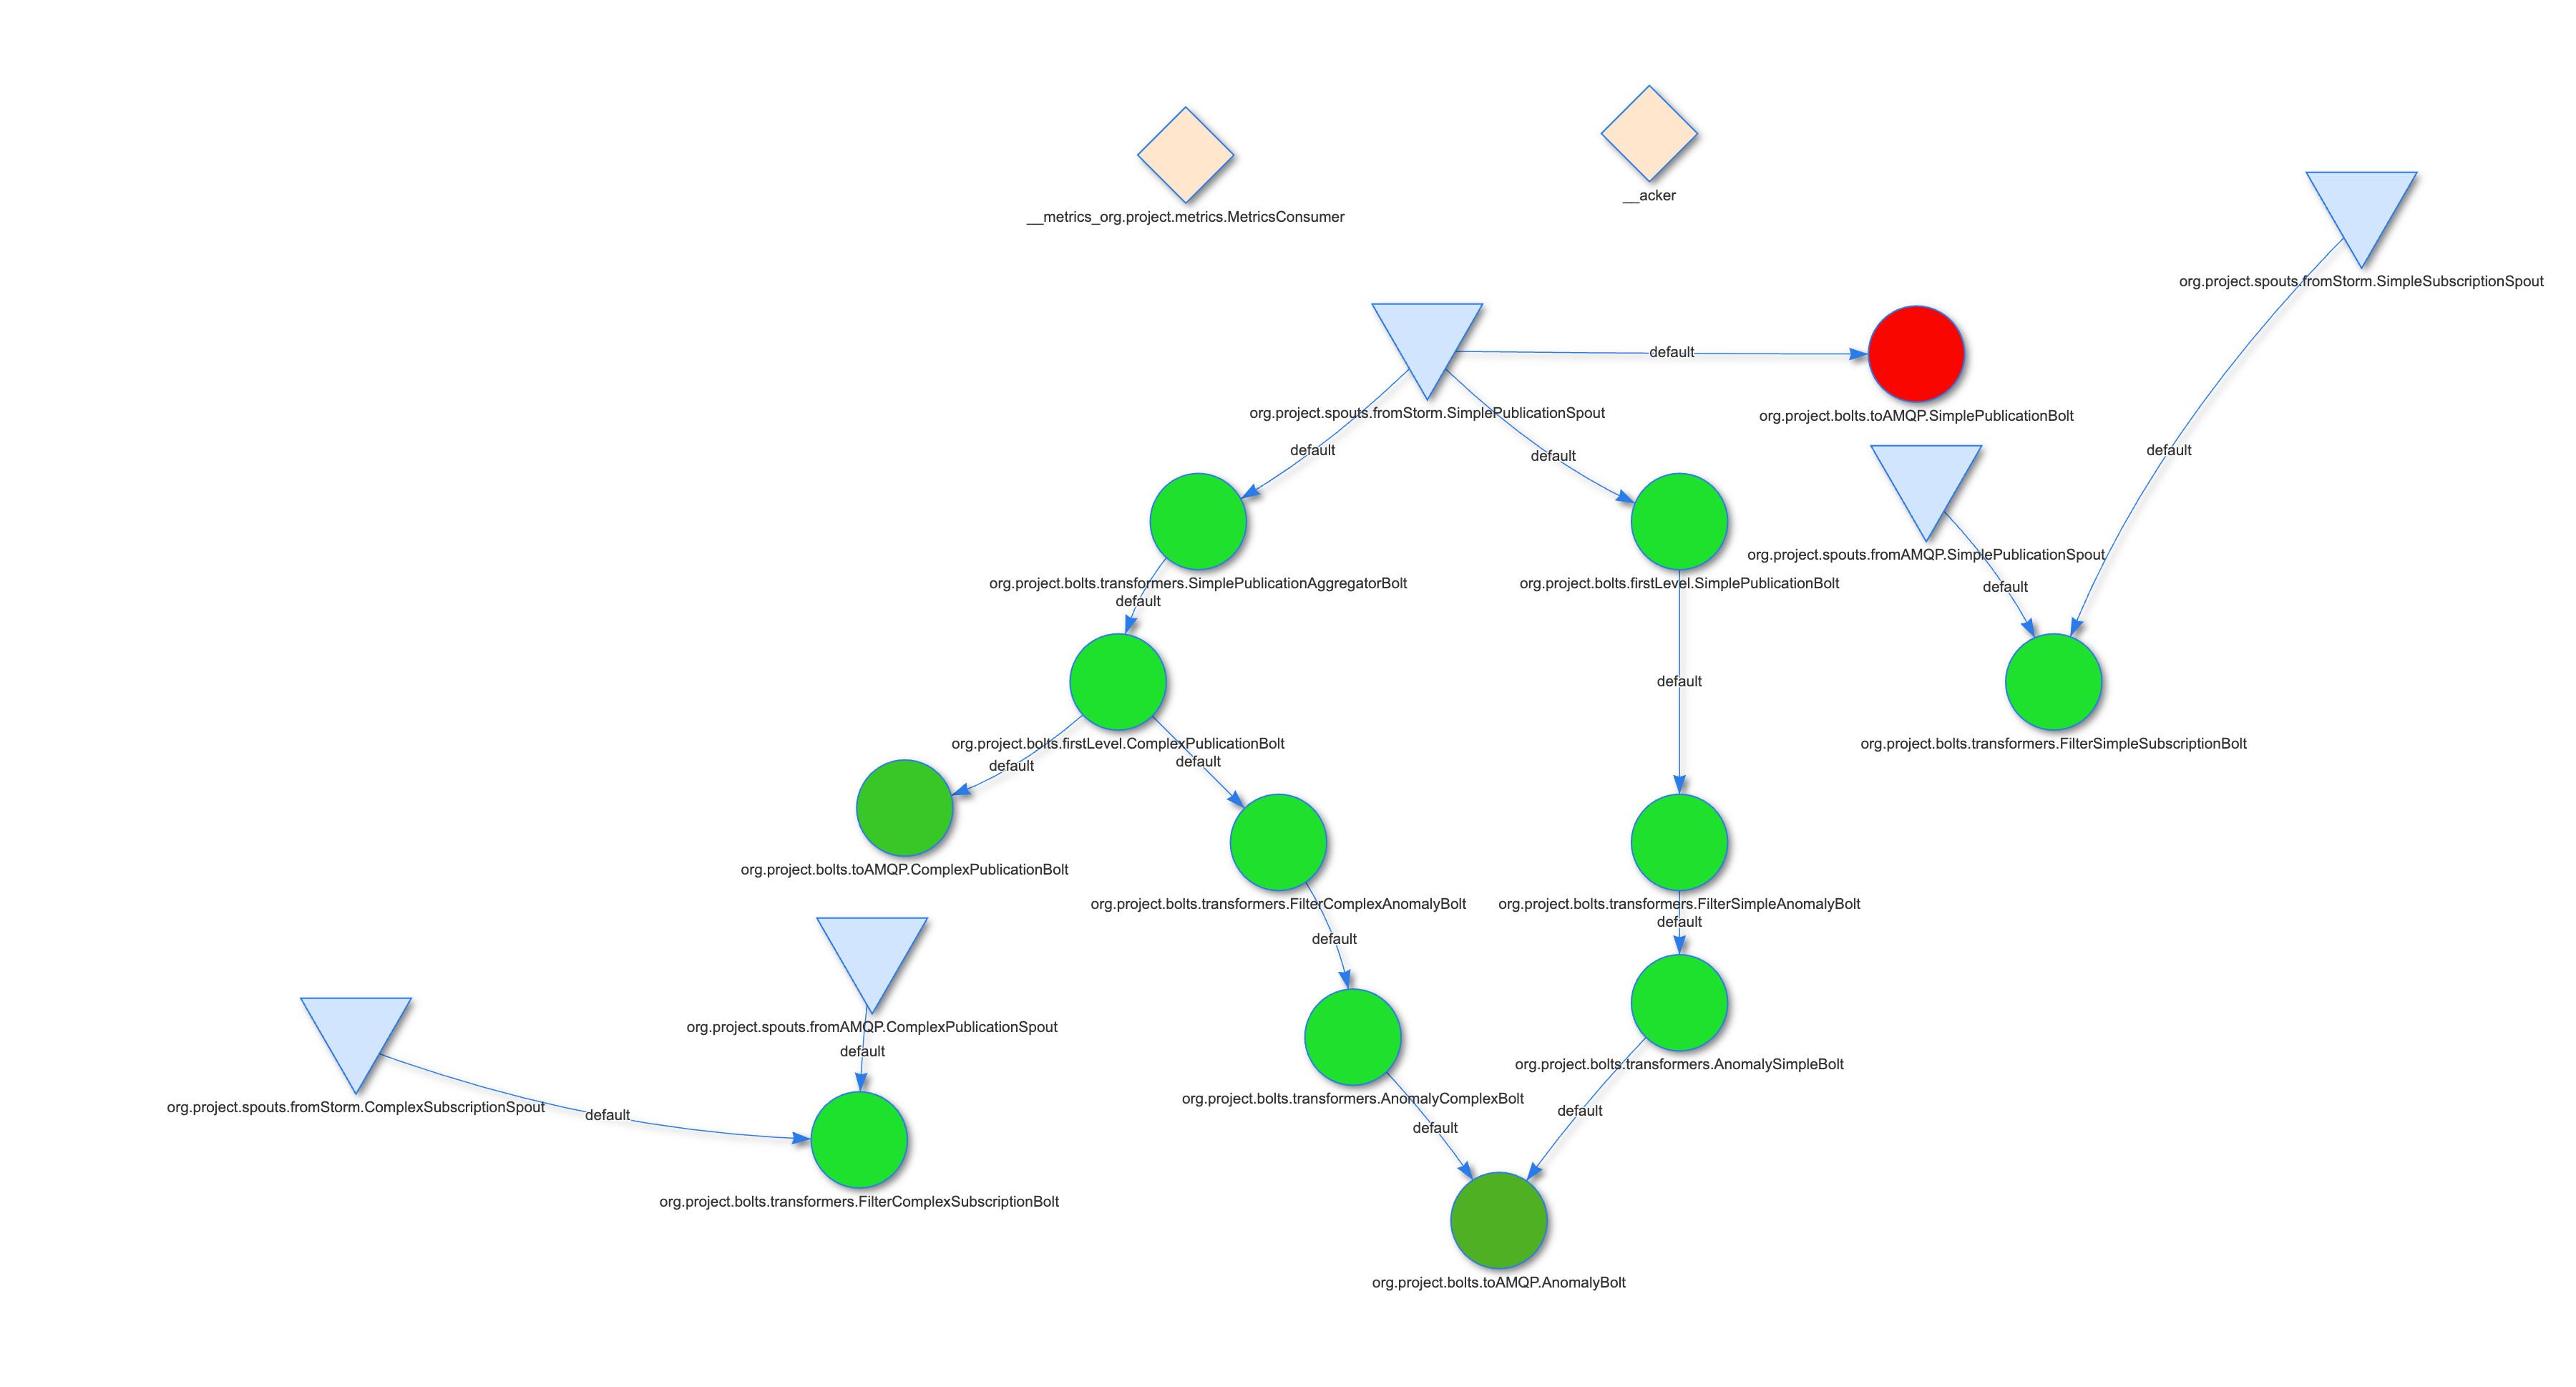 __acker
__metrics_org.project.metrics.MetricsConsumer
org.project.spouts.fromStorm.SimpleSubscriptionSpout
default
org.project.spouts.fromStorm.SimplePublicationSpout
org.project.bolts.toAMQP.SimplePublicationBolt
default
default
default
org.project.spouts.fromAMQP.SimplePublicationSpout
org.project.bolts.transformers.SimplePublicationAggregatorBolt
org.project.bolts.firstLevel.SimplePublicationBolt
default
default
default
org.project.bolts.firstLevel.ComplexPublicationBolt
org.project.bolts.transformers.FilterSimpleSubscriptionBolt
default
default
org.project.bolts.toAMQP.ComplexPublicationBolt
org.project.bolts.transformers.FilterComplexAnomalyBolt
org.project.bolts.transformers.FilterSimpleAnomalyBolt
default
default
org.project.spouts.fromAMQP.ComplexPublicationSpout
default
org.project.bolts.transformers.AnomalySimpleBolt
org.project.bolts.transformers.AnomalyComplexBolt
org.project.spouts.fromStorm.ComplexSubscriptionSpout
default
default
default
org.project.bolts.transformers.FilterComplexSubscriptionBolt
org.project.bolts.toAMQP.AnomalyBolt